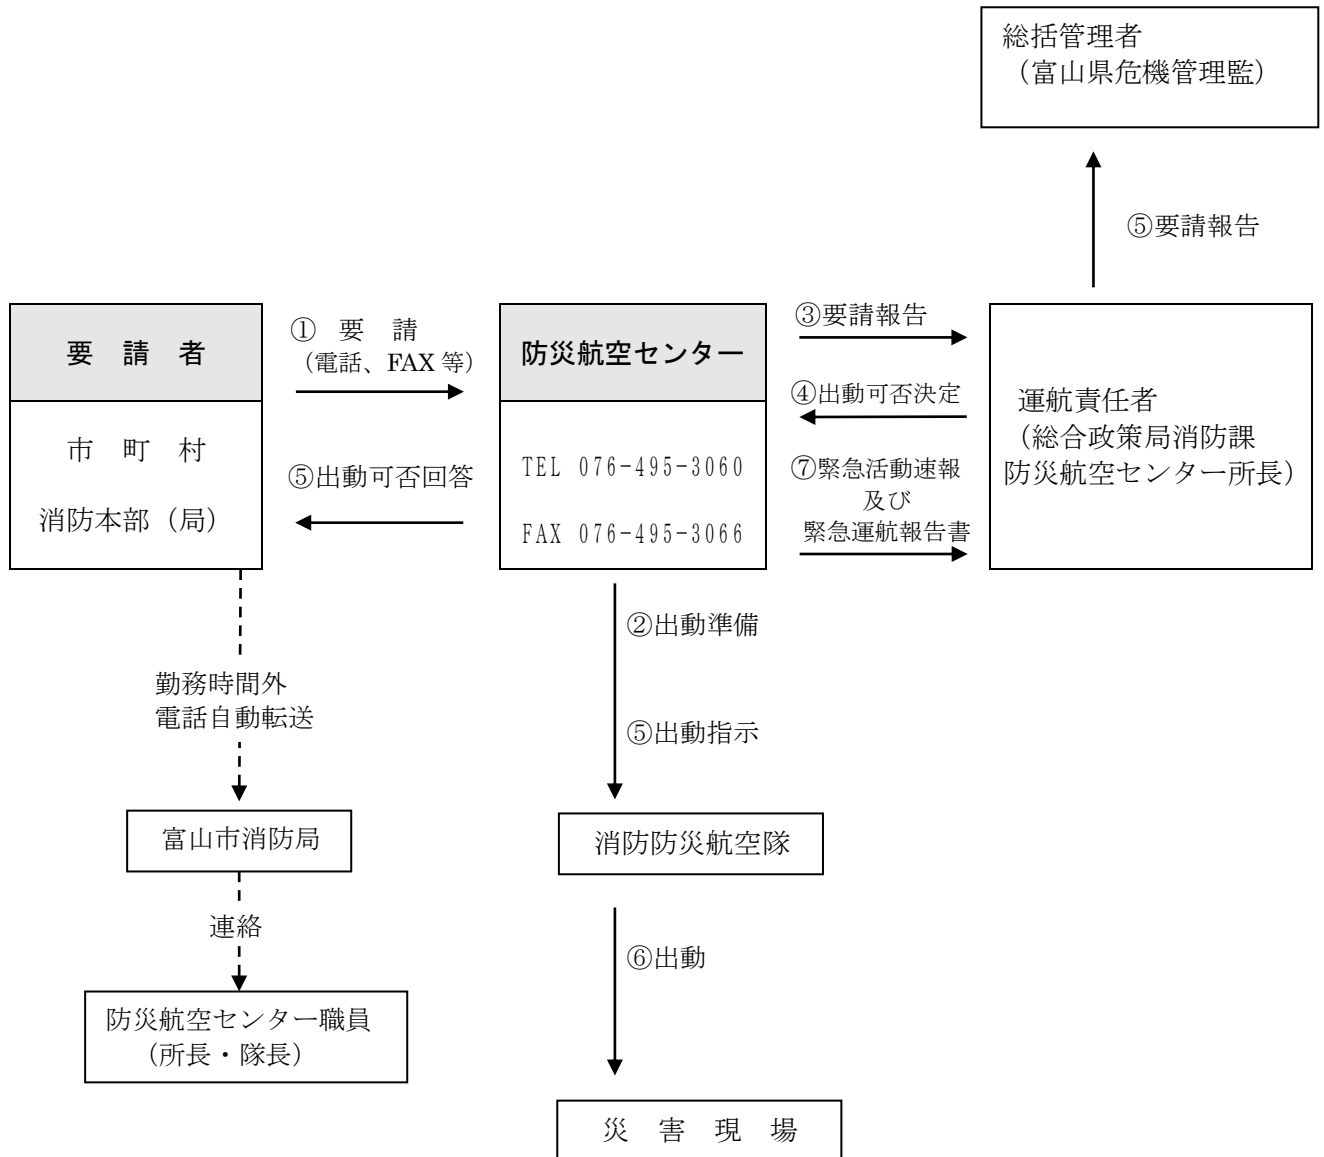 総括管理者
(富山県危機管理監)
⑤要請報告
要 請 者
市 町 村
消防本部(局)
① 要 請
(電話、FAX 等)
⑤出動可否回答
防災航空センター
TEL 076-495-3060
FAX 076-495-3066
③要請報告
④出動可否決定
⑦緊急活動速報
及び
緊急運航報告書
運航責任者
(総合政策局消防課
防災航空センター所長)
②出動準備
⑤出動指示
勤務時間外
電話自動転送
富山市消防局
連絡
防災航空センター職員
(所長・隊長)
消防防災航空隊
⑥出動
災 害 現 場